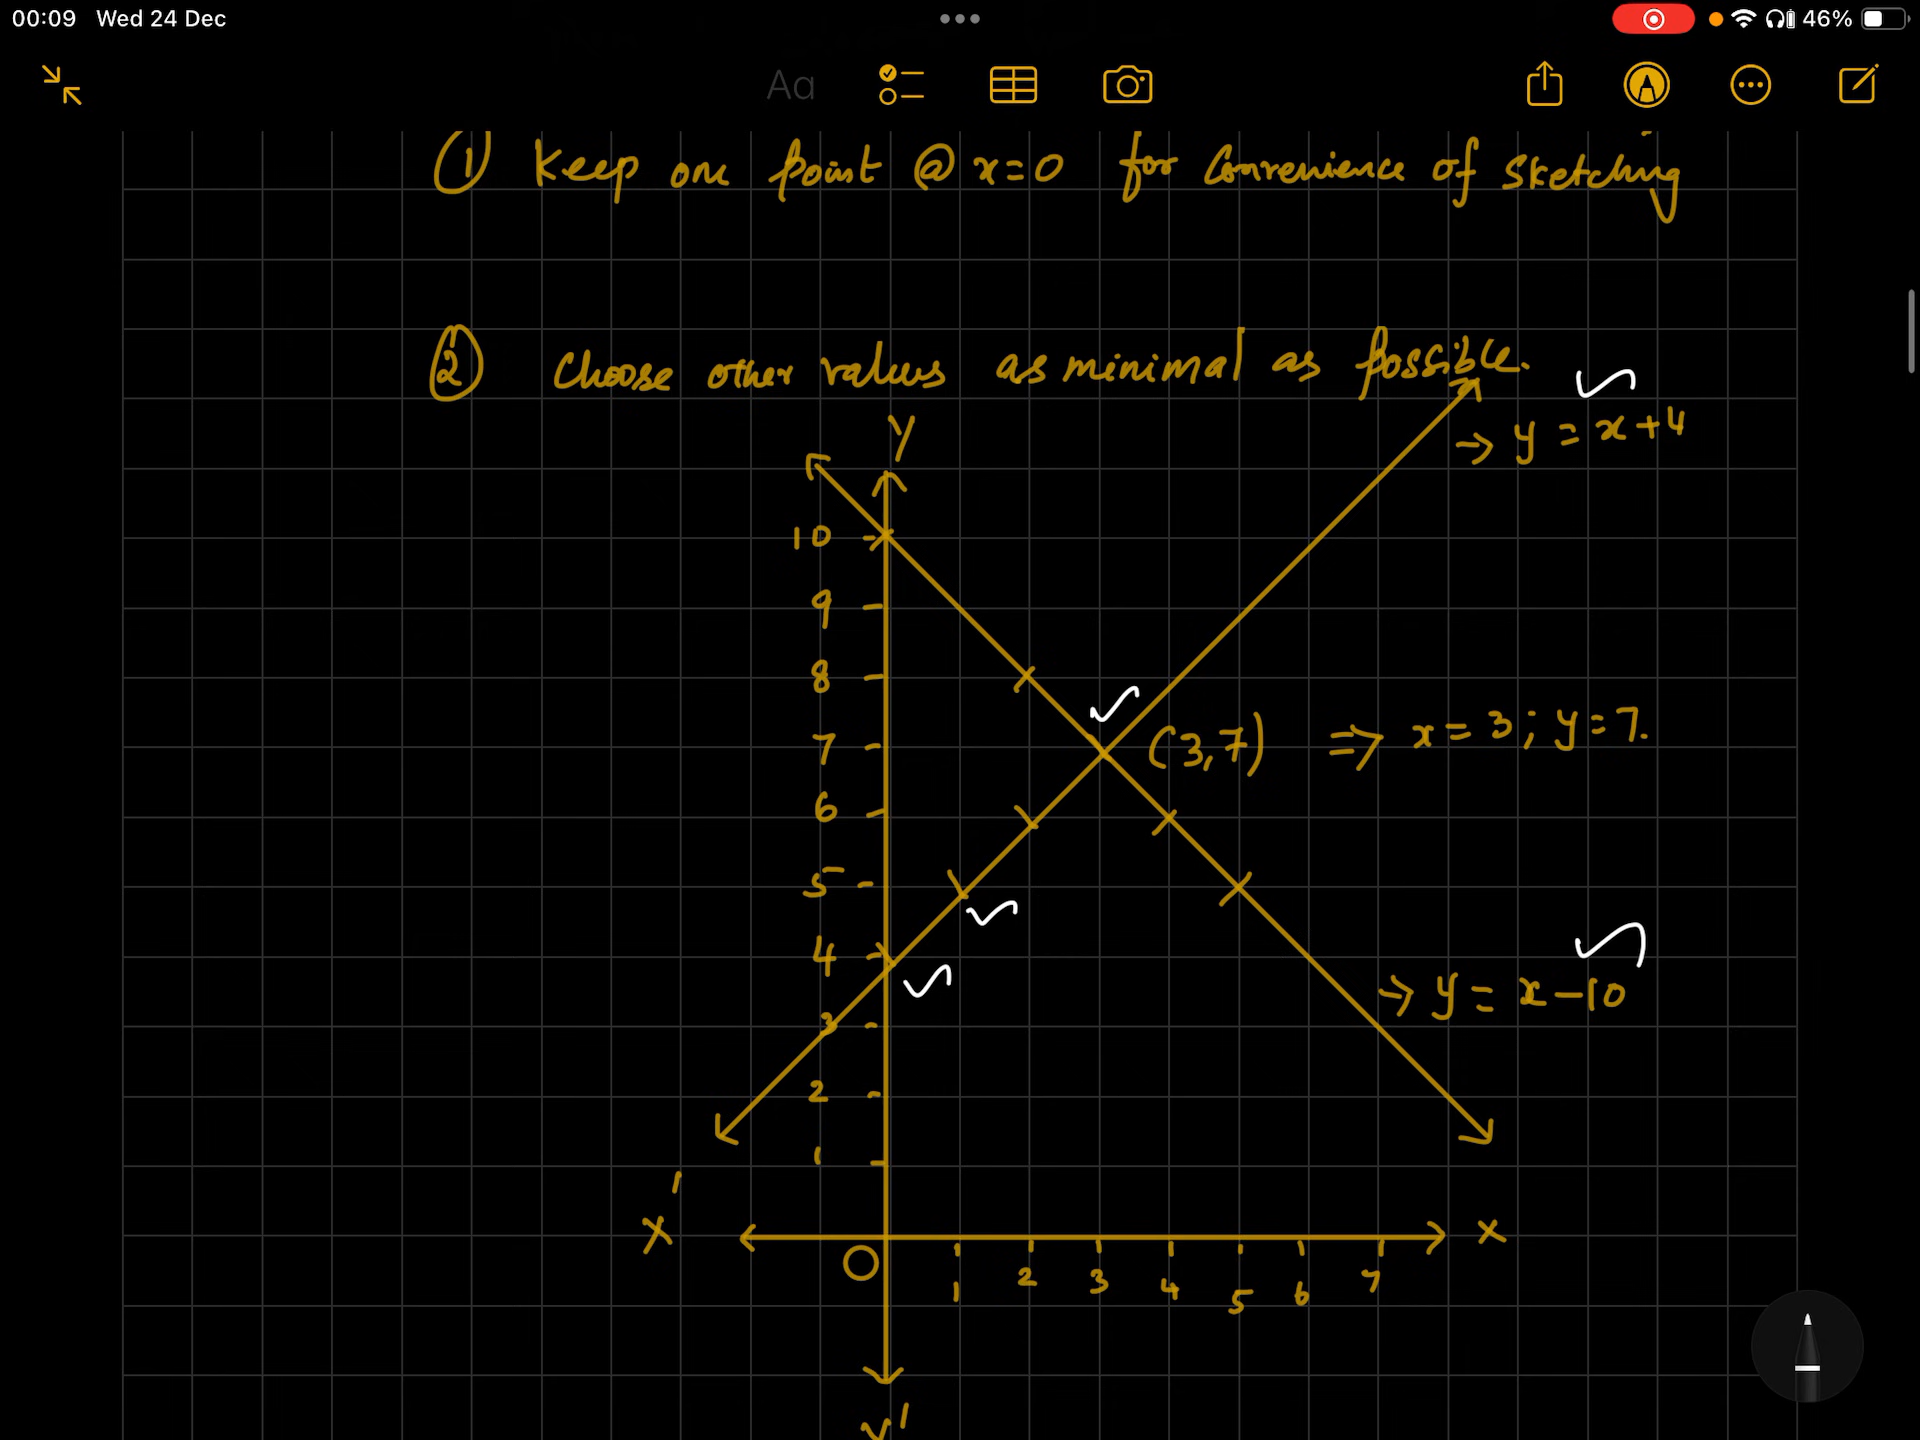 00:09 Wed 24 Dec
46%
Aa
① Keep one point @ x=0 for convenience of sketching
② Choose other values as minimal as possible.
→ y = x+4
Y
10
9
8
7
(3,7) ⇒ x=3; y=7.
6
5
4
→ y = x-10
3
2
1
X'
X
O
1 2 3 4 5 6 7
Y'